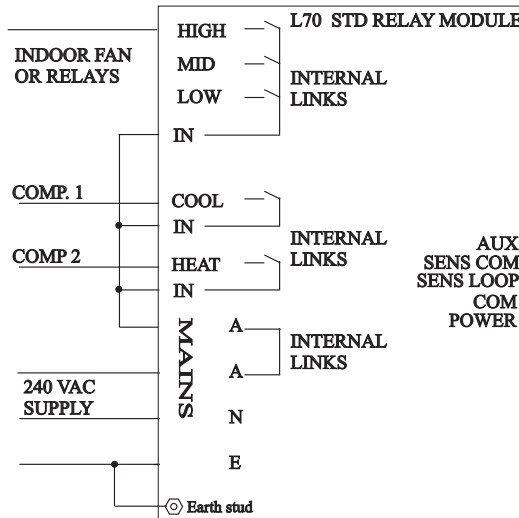 L70 STD RELAY MODULE
HIGH
INDOOR FAN
OR RELAYS
MID
LOW
INTERNAL
LINKS
IN
COMP. 1
COOL
IN
COMP 2
HEAT
IN
INTERNAL
LINKS
AUX
SENS COM
SENS LOOP
COM
POWER
MAINS
A
A
INTERNAL
LINKS
240 VAC
SUPPLY
N
E
Earth stud